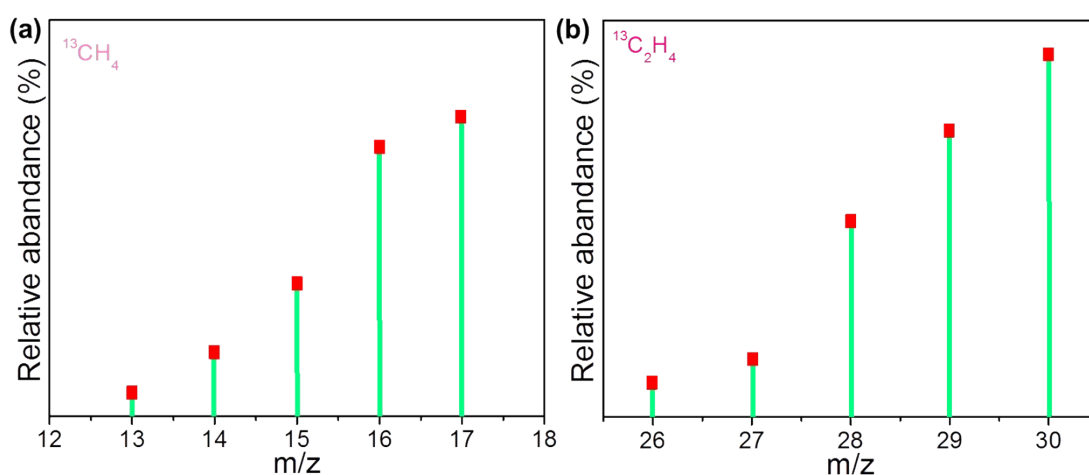 (a)
¹³CH₄
Relative abandance (%)
12 13 14 15 16 17 18
m/z
(b)
¹³C₂H₄
Relative abandance (%)
26 27 28 29 30
m/z